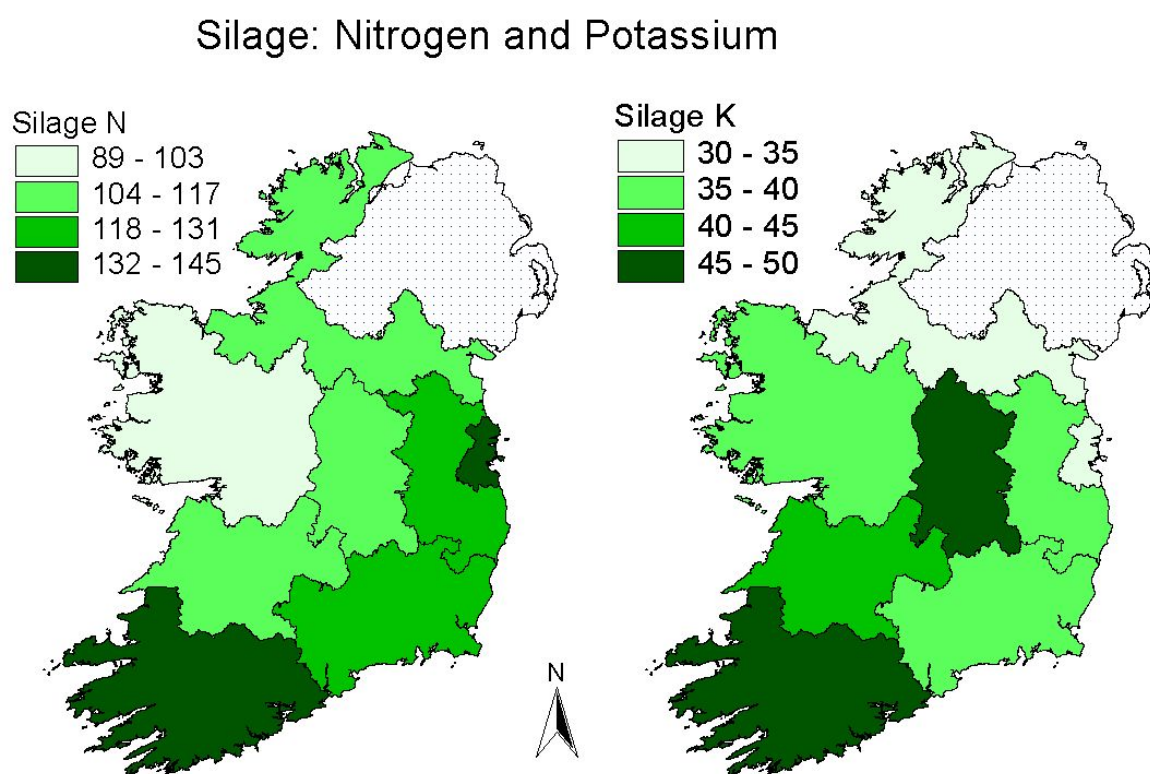 Silage: Nitrogen and Potassium
Silage N
89 - 103
104 - 117
118 - 131
132 - 145
Silage K
30 - 35
35 - 40
40 - 45
45 - 50
N